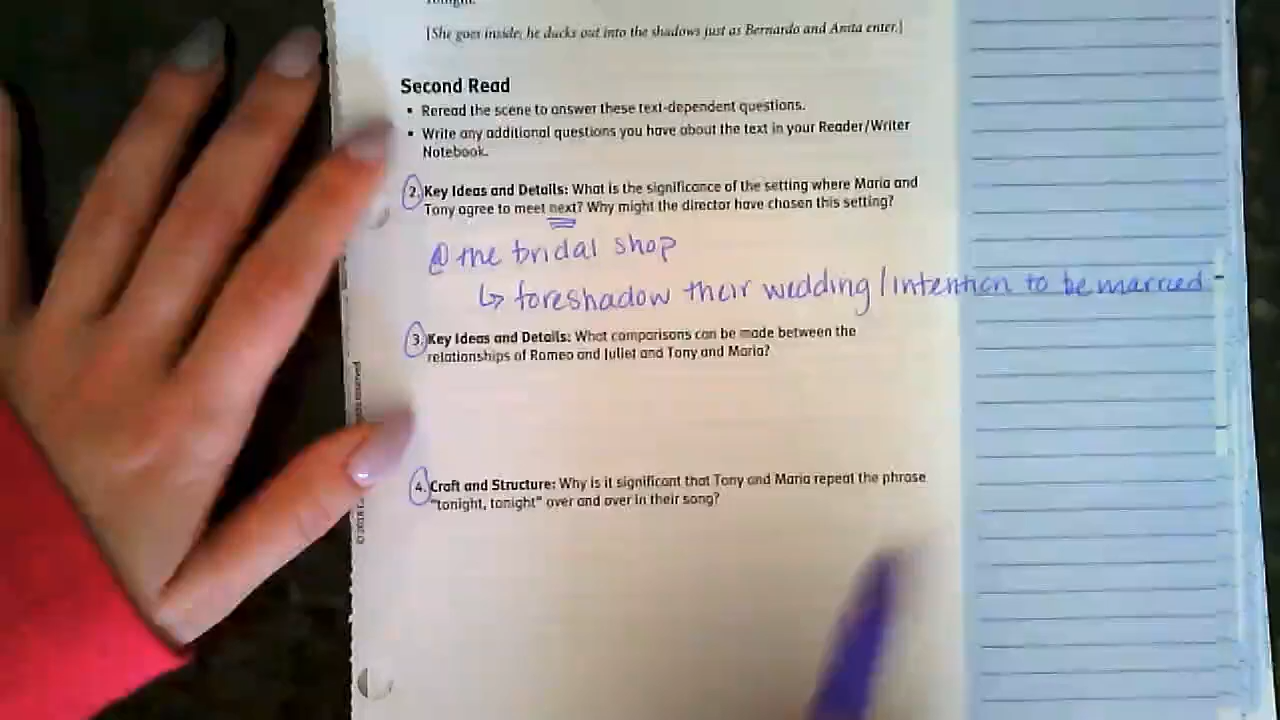 [She goes inside; he ducks out into the shadows just as Bernardo and Anita enter.]
Second Read
• Reread the scene to answer these text-dependent questions.
• Write any additional questions you have about the text in your Reader/Writer
Notebook.
2. Key Ideas and Details: What is the significance of the setting where Maria and
Tony agree to meet next? Why might the director have chosen this setting?
@ the bridal shop
↳ foreshadow their wedding/intention to be married
3. Key Ideas and Details: What comparisons can be made between the
relationships of Romeo and Juliet and Tony and Maria?
4. Craft and Structure: Why is it significant that Tony and Maria repeat the phrase
"tonight, tonight" over and over in their song?